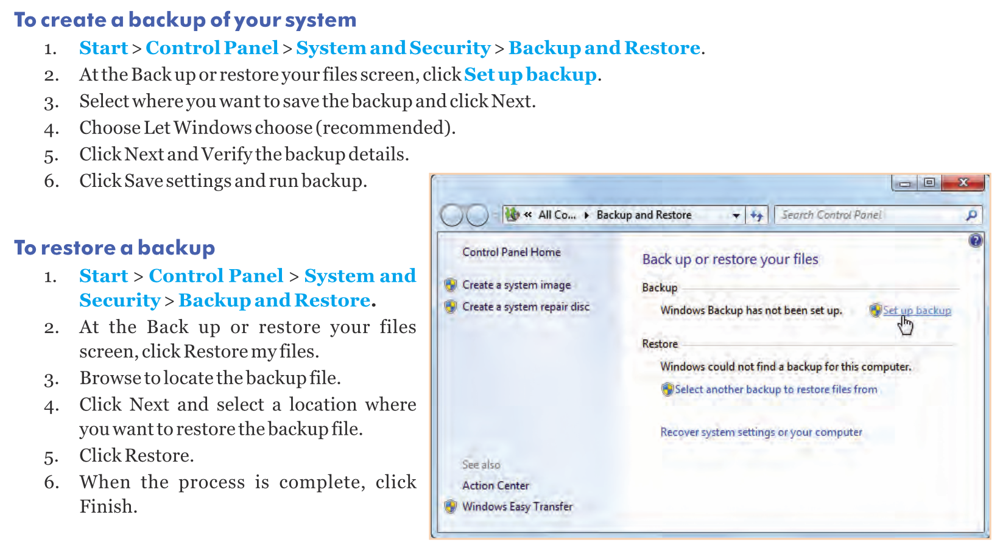 To create a backup of your system
1. Start > Control Panel > System and Security > Backup and Restore.
2. At the Back up or restore your files screen, click Set up backup.
3. Select where you want to save the backup and click Next.
4. Choose Let Windows choose (recommended).
5. Click Next and Verify the backup details.
6. Click Save settings and run backup.
To restore a backup
1. Start > Control Panel > System and
Security > Backup and Restore.
2. At the Back up or restore your files
screen, click Restore my files.
3. Browse to locate the backup file.
4. Click Next and select a location where
you want to restore the backup file.
5. Click Restore.
6. When the process is complete, click
Finish.
« All Co... Backup and Restore
Search Control Panel
Control Panel Home
Create a system image
Create a system repair disc
See also
Action Center
Windows Easy Transfer
Back up or restore your files
Backup
Windows Backup has not been set up. Set up backup
Restore
Windows could not find a backup for this computer.
Select another backup to restore files from
Recover system settings or your computer